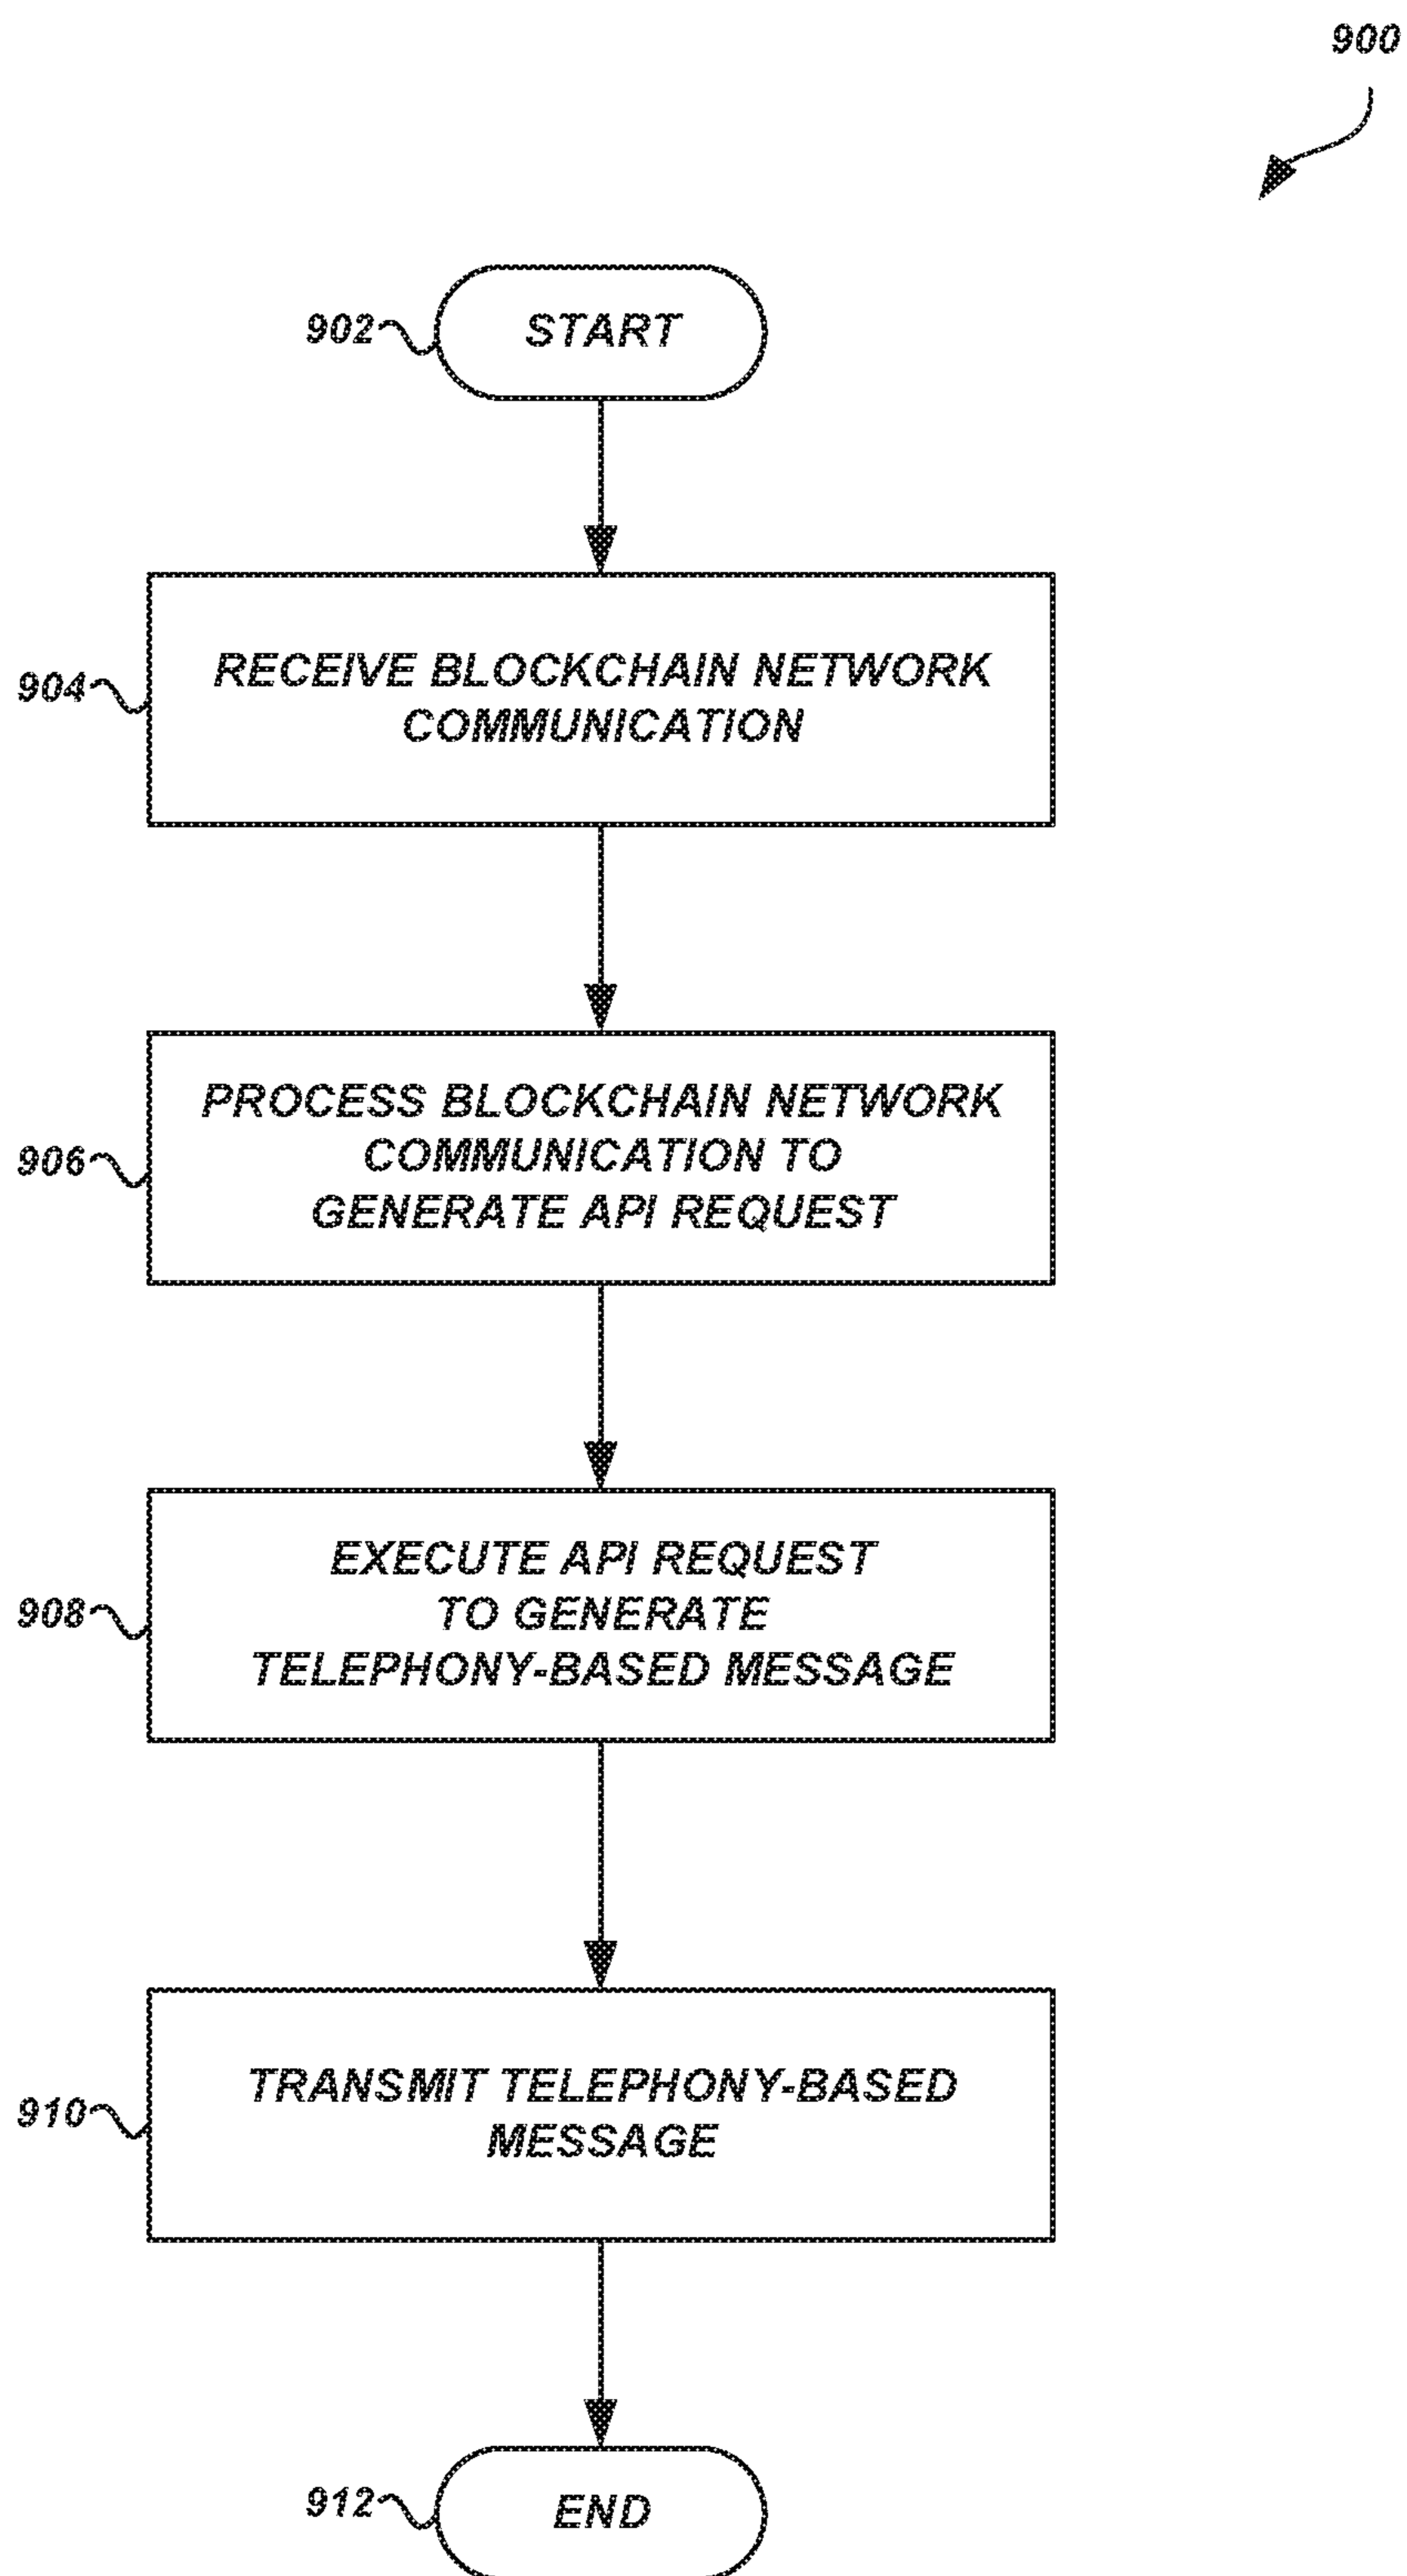 900
902
START
904
RECEIVE BLOCKCHAIN NETWORK
COMMUNICATION
906
PROCESS BLOCKCHAIN NETWORK
COMMUNICATION TO
GENERATE API REQUEST
908
EXECUTE API REQUEST
TO GENERATE
TELEPHONY-BASED MESSAGE
910
TRANSMIT TELEPHONY-BASED
MESSAGE
912
END